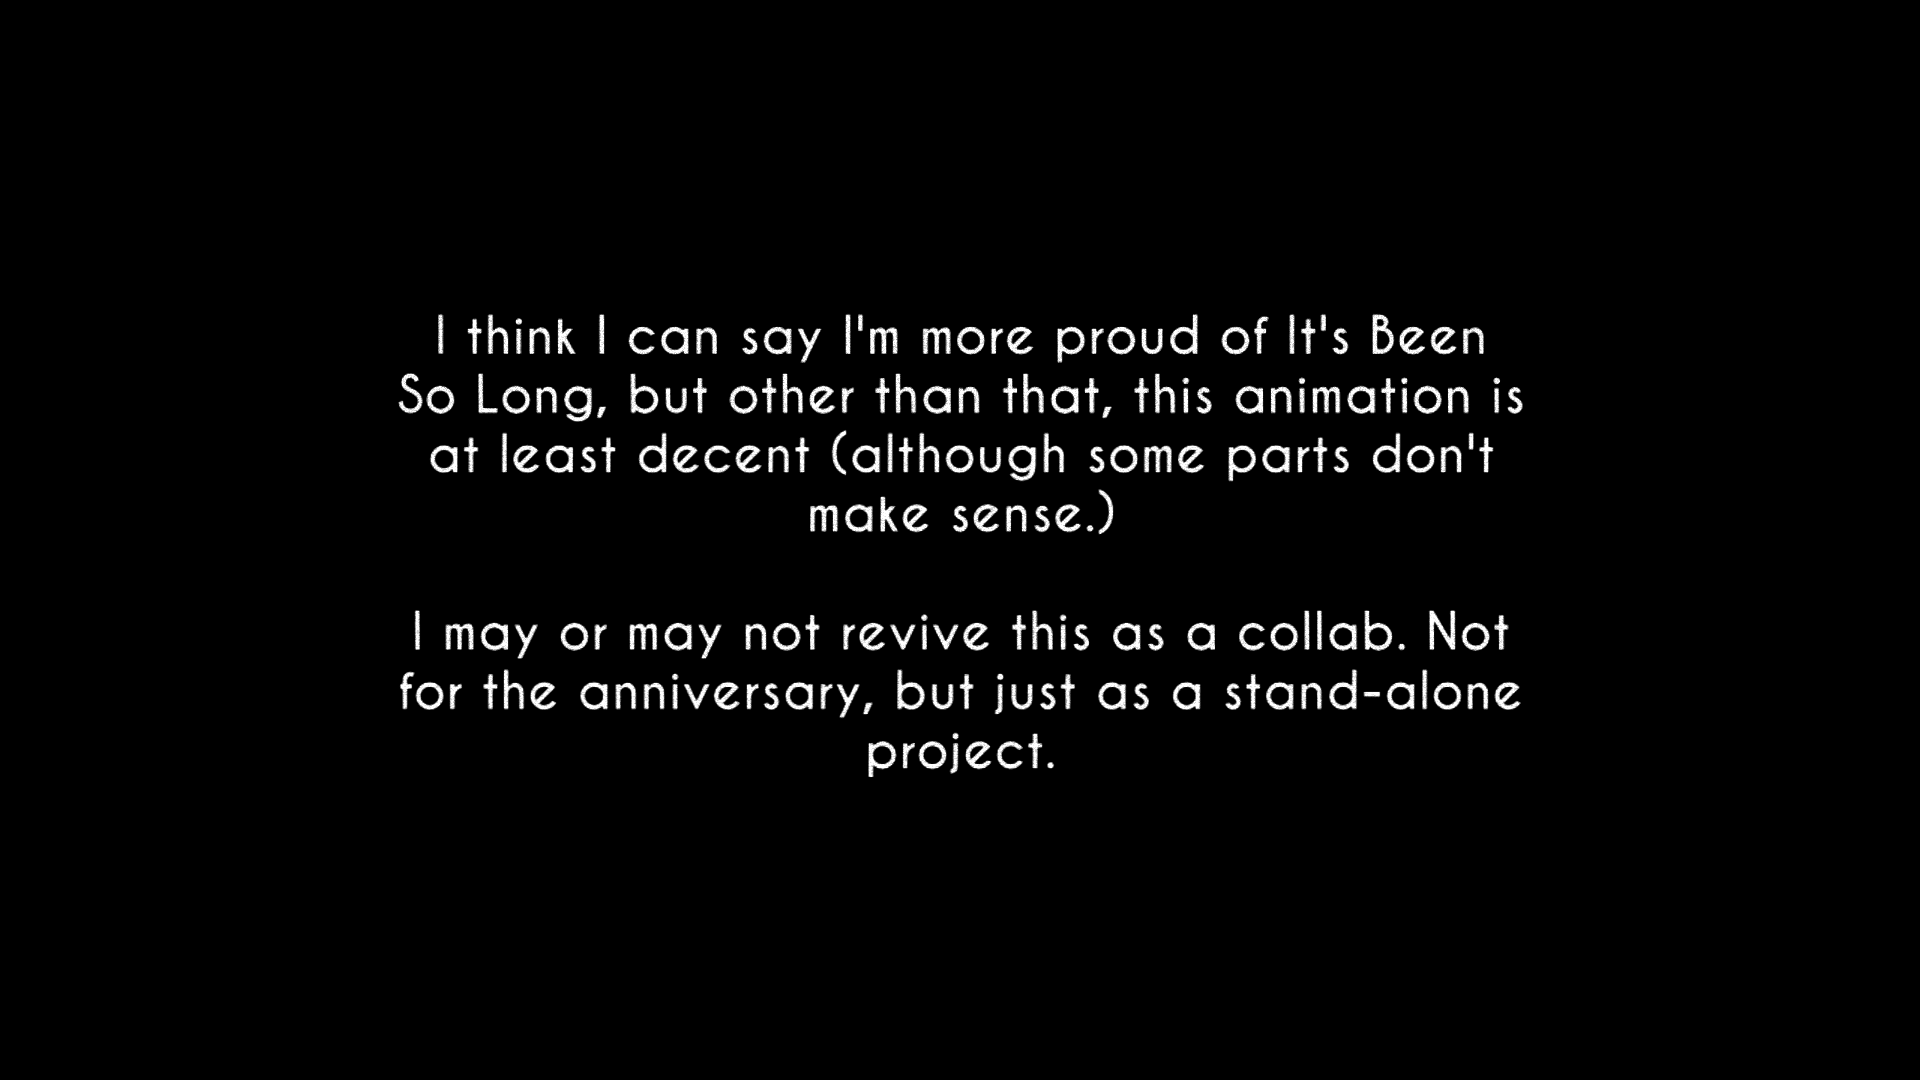 I think I can say I'm more proud of It's Been
So Long, but other than that, this animation is
at least decent (although some parts don't
make sense.)
I may or may not revive this as a collab. Not
for the anniversary, but just as a stand-alone
project.